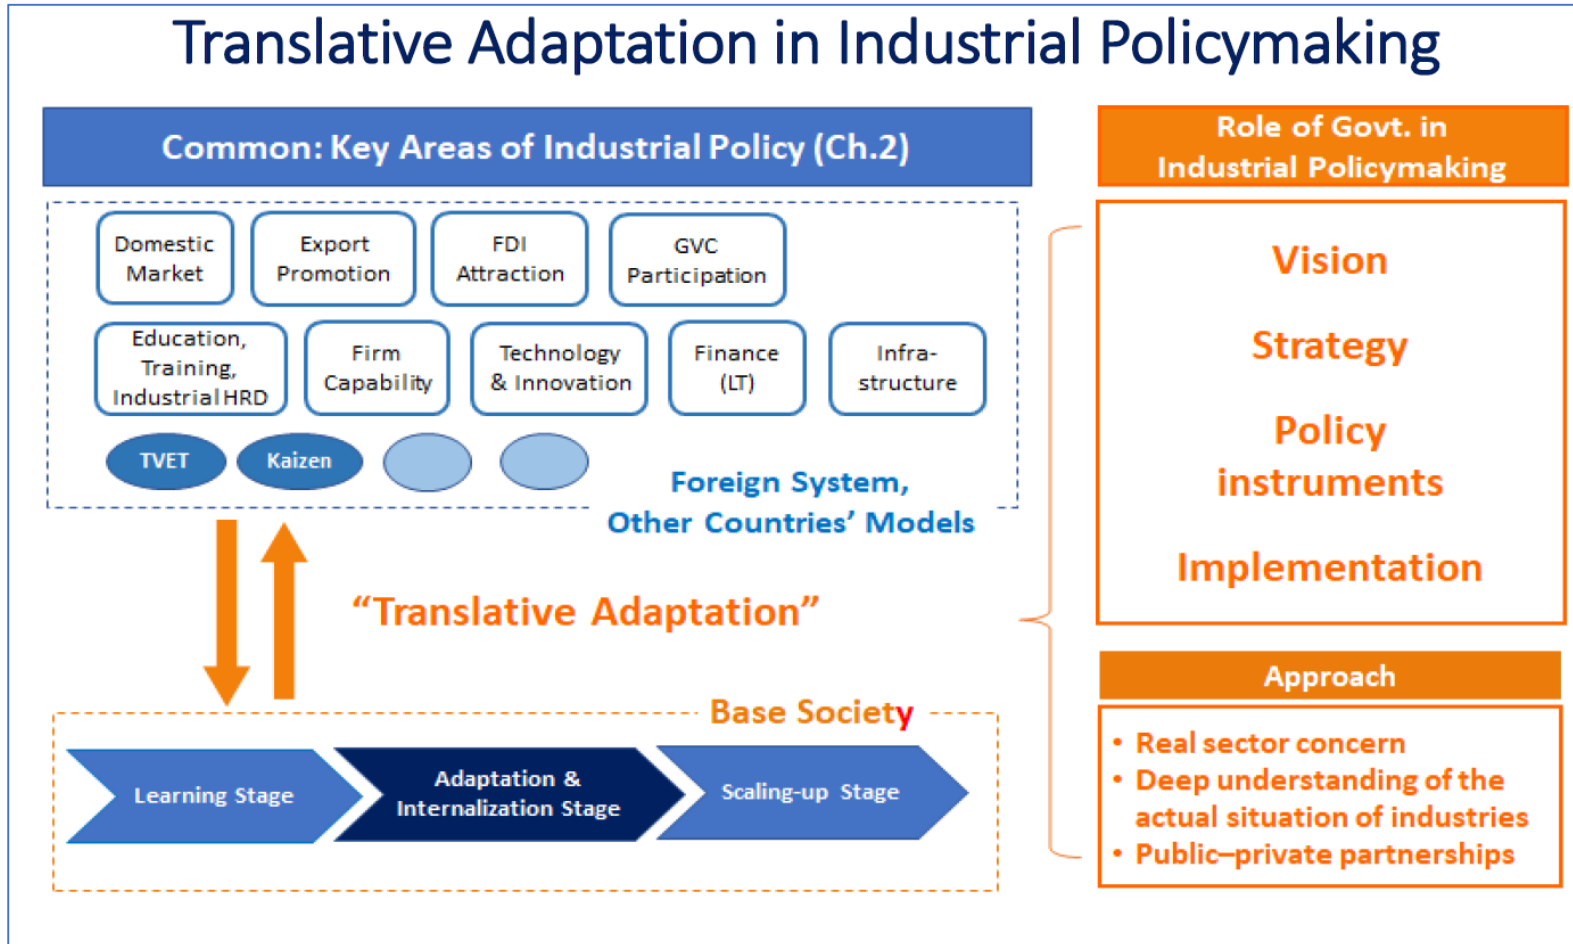 Translative Adaptation in Industrial Policymaking
Common: Key Areas of Industrial Policy (Ch.2)
Domestic
Market
Export
Promotion
FDI
Attraction
GVC
Participation
Education,
Training,
Industrial HRD
Firm
Capability
Technology
& Innovation
Finance
(LT)
Infra-
structure
TVET
Kaizen
Foreign System,
Other Countries’ Models
“Translative Adaptation”
Base Society
Learning Stage
Adaptation &
Internalization Stage
Scaling-up Stage
Role of Govt. in
Industrial Policymaking
Vision
Strategy
Policy
instruments
Implementation
Approach
• Real sector concern
• Deep understanding of the
actual situation of industries
• Public–private partnerships